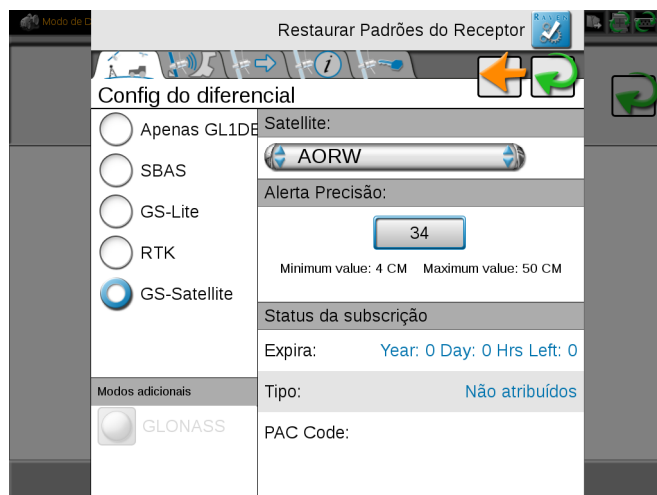 Modo de D
Restaurar Padrões do Receptor
RAVEN
Config do diferencial
Apenas GL1DE
SBAS
GS-Lite
RTK
GS-Satellite
Modos adicionais
GLONASS
Satellite:
AORW
Alerta Precisão:
34
Minimum value: 4 CM Maximum value: 50 CM
Status da subscrição
Expira: Year: 0 Day: 0 Hrs Left: 0
Tipo: Não atribuídos
PAC Code: